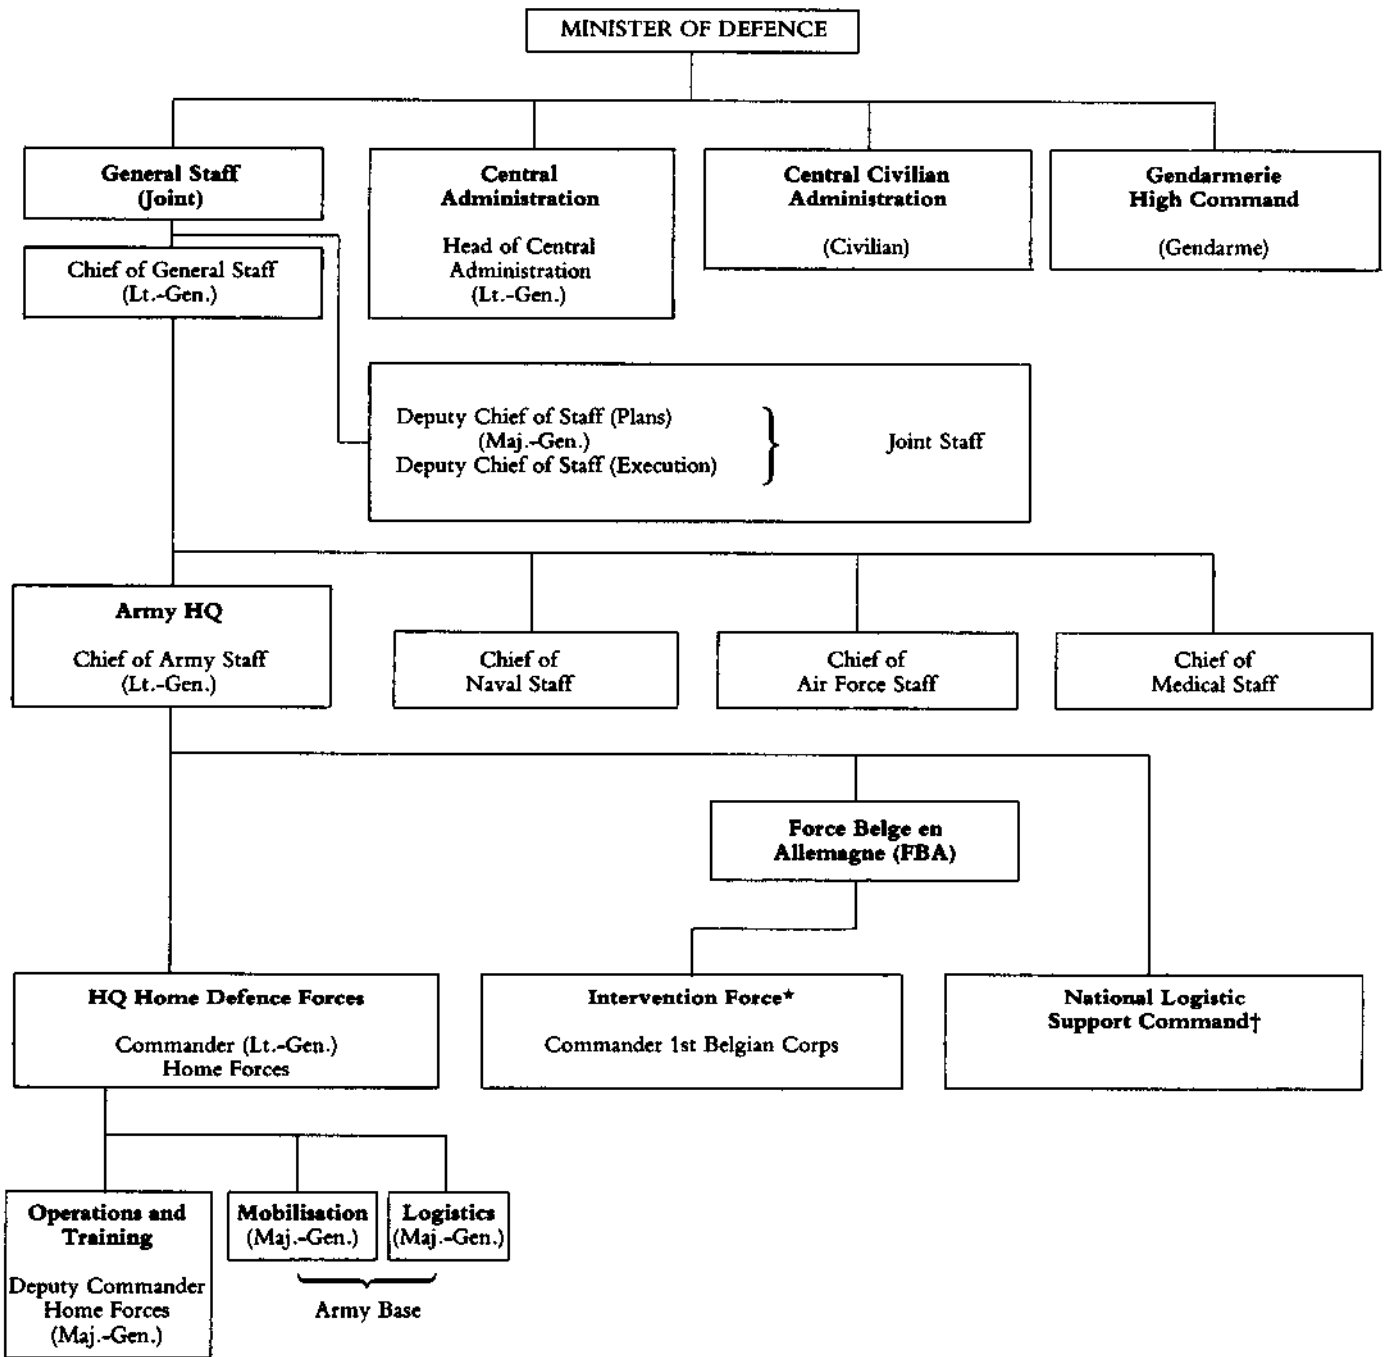 MINISTER OF DEFENCE
General Staff
(Joint)
Chief of General Staff
(Lt.-Gen.)
Central
Administration
Head of Central
Administration
(Lt.-Gen.)
Central Civilian
Administration
(Civilian)
Gendarmerie
High Command
(Gendarme)
Deputy Chief of Staff (Plans)
(Maj.-Gen.)
Deputy Chief of Staff (Execution)
}
Joint Staff
Army HQ
Chief of Army Staff
(Lt.-Gen.)
Chief of
Naval Staff
Chief of
Air Force Staff
Chief of
Medical Staff
Force Belge en
Allemagne (FBA)
HQ Home Defence Forces
Commander (Lt.-Gen.)
Home Forces
Intervention Force*
Commander 1st Belgian Corps
National Logistic
Support Command†
Operations and
Training
Deputy Commander
Home Forces
(Maj.-Gen.)
Mobilisation
(Maj.-Gen.)
Logistics
(Maj.-Gen.)
Army Base